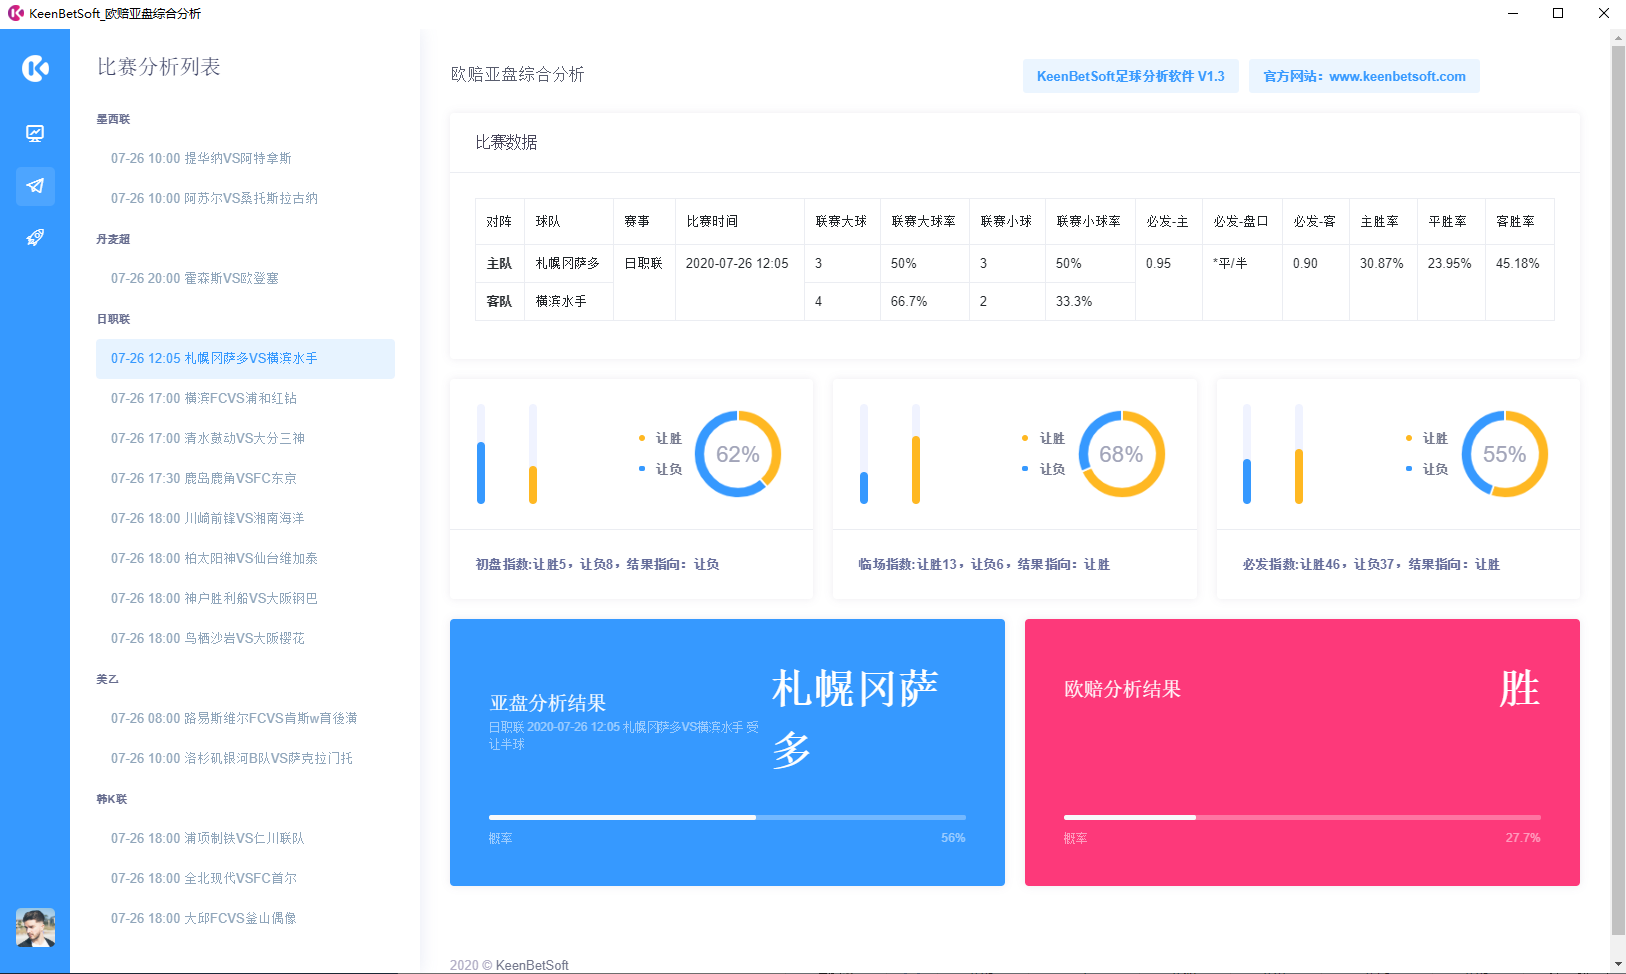 KeenBetSoft_欧赔亚盘综合分析
比赛分析列表
墨西联
07-26 10:00 提华纳VS阿特拿斯
07-26 10:00 阿苏尔VS桑托斯拉古纳
丹麦超
07-26 20:00 霍森斯VS欧登塞
日职联
07-26 12:05 札幌冈萨多VS横滨水手
07-26 17:00 横滨FCVS浦和红钻
07-26 17:00 清水鼓动VS大分三神
07-26 17:30 鹿岛鹿角VSFC东京
07-26 18:00 川崎前锋VS湘南海洋
07-26 18:00 柏太阳神VS仙台维加泰
07-26 18:00 神户胜利船VS大阪钢巴
07-26 18:00 鸟栖沙岩VS大阪樱花
美乙
07-26 08:00 路易斯维尔FCVS肯斯w育後潢
07-26 10:00 洛杉矶银河B队VS萨克拉门托
韩K联
07-26 18:00 浦项制铁VS仁川联队
07-26 18:00 全北现代VSFC首尔
07-26 18:00 大邱FCVS釜山偶像
欧赔亚盘综合分析
KeenBetSoft足球分析软件 V1.3
官方网站：www.keenbetsoft.com
比赛数据
对阵 球队 赛事 比赛时间 联赛大球 联赛大球率 联赛小球 联赛小球率 必发-主 必发-盘口 必发-客 主胜率 平胜率 客胜率
主队 札幌冈萨多 日职联 2020-07-26 12:05 3 50% 3 50% 0.95 *平/半 0.90 30.87% 23.95% 45.18%
客队 横滨水手 4 66.7% 2 33.3%
让胜
让负
62%
初盘指数:让胜5，让负8，结果指向：让负
让胜
让负
68%
临场指数:让胜13，让负6，结果指向：让胜
让胜
让负
55%
必发指数:让胜46，让负37，结果指向：让胜
亚盘分析结果
日职联 2020-07-26 12:05 札幌冈萨多VS横滨水手 受
让半球
札幌冈萨
多
概率
56%
欧赔分析结果
胜
概率
27.7%
2020 © KeenBetSoft